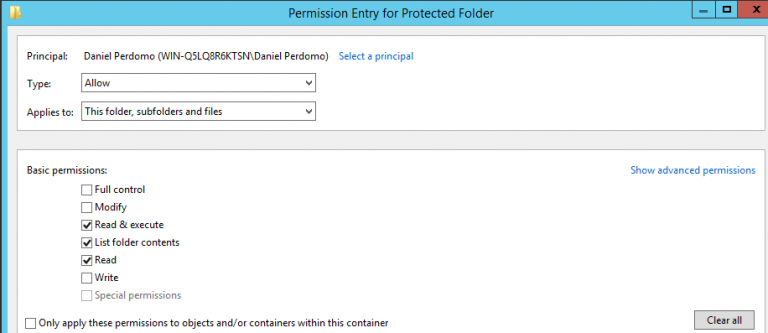 Permission Entry for Protected Folder
Principal: Daniel Perdomo (WIN-Q5LQ8R6KTSN\Daniel Perdomo) Select a principal
Type: Allow
Applies to: This folder, subfolders and files
Basic permissions: Show advanced permissions
Full control
Modify
Read & execute
List folder contents
Read
Write
Special permissions
Only apply these permissions to objects and/or containers within this container Clear all